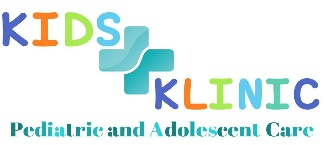 KIDS
KLINIC
Pediatric and Adolescent Care